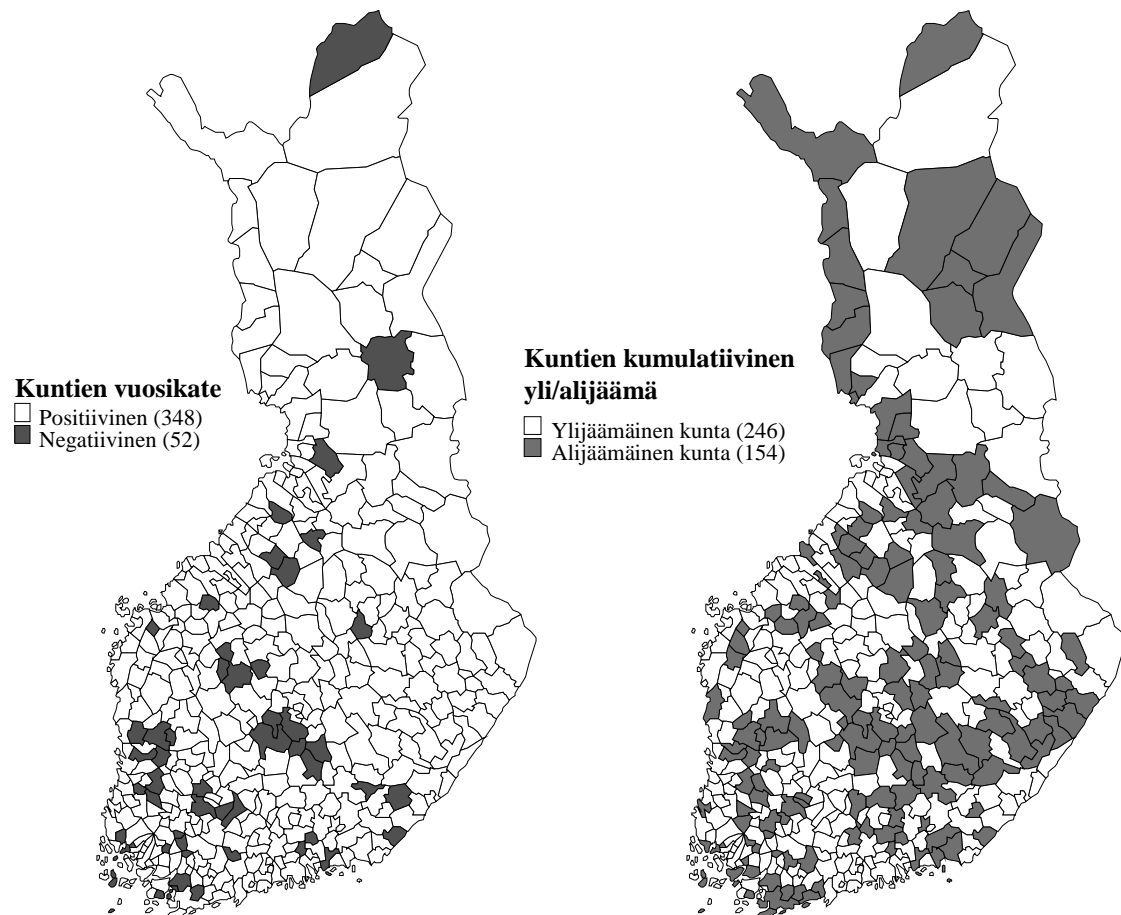 Kuntien vuosikate
Positiivinen (348)
Negatiivinen (52)
Kuntien kumulatiivinen
yli/alijäämä
Ylijäämäinen kunta (246)
Alijäämäinen kunta (154)